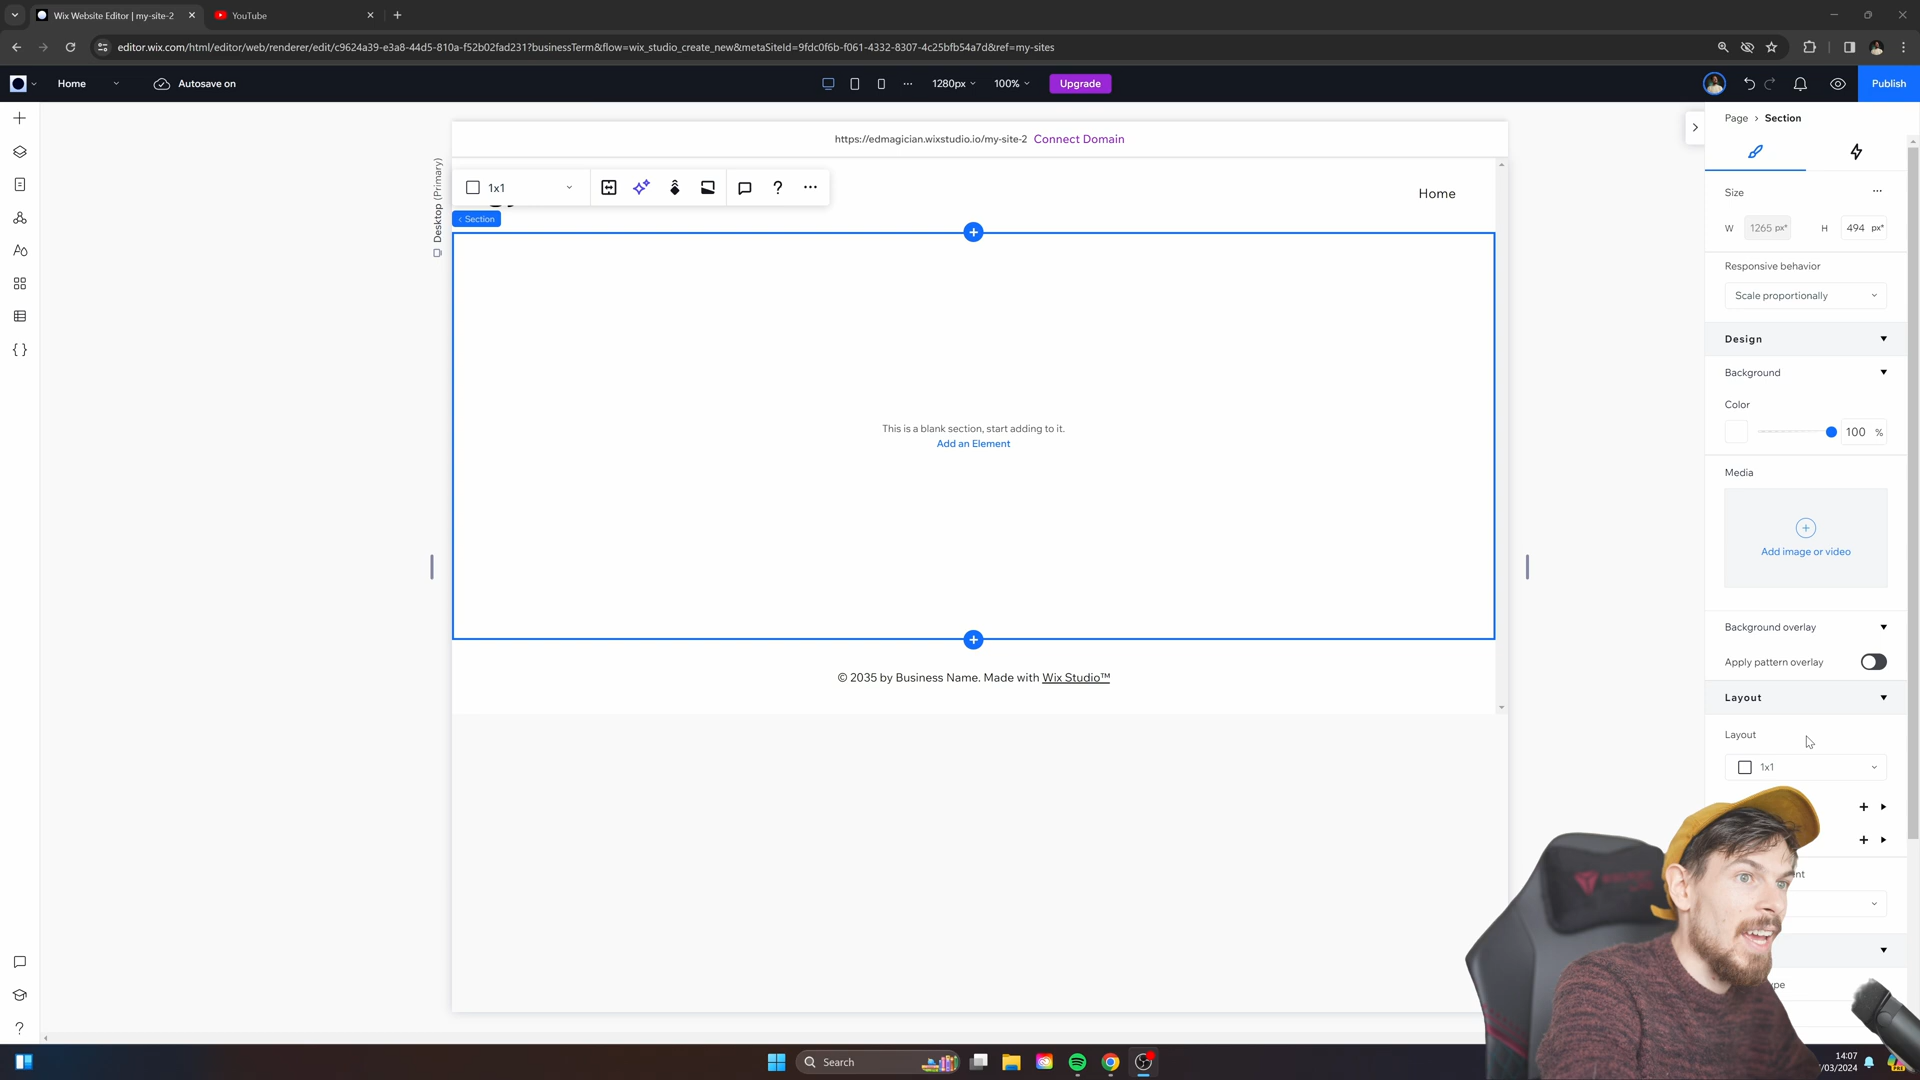 Wix Website Editor | my-site-2
YouTube
editor.wix.com/html/editor/web/renderer/edit/c9624a39-e3a8-44d5-810a-f52b02fad231?businessTerm&flow=wix_studio_create_new&metaSiteId=9fdc0f6b-f061-4332-8307-4c25bfb54a7d&ref=my-sites
Home
Autosave on
1280px
100%
Upgrade
Publish
Page > Section
https://edmagician.wixstudio.io/my-site-2 Connect Domain
Desktop (Primary)
1x1
Home
< Section
This is a blank section, start adding to it.
Add an Element
© 2035 by Business Name. Made with Wix Studio™
Size
W 1265 px* H 494 px*
Responsive behavior
Scale proportionally
Design
Background
Color
100 %
Media
Add image or video
Background overlay
Apply pattern overlay
Layout
Layout
1x1
Search
14:07
/03/2024